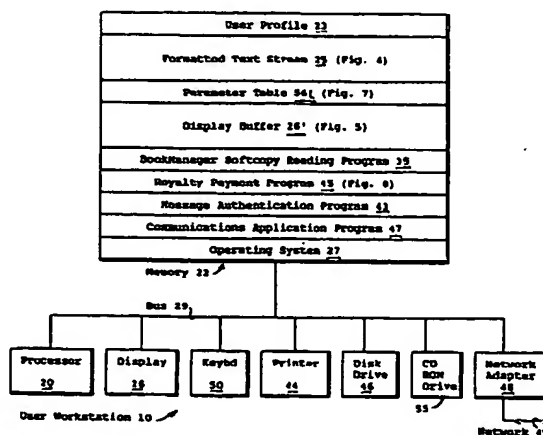 User Profile 23
Formatted Text Stream 25 (Fig. 4)
Parameter Table 54 (Fig. 7)
Display Buffer 26' (Fig. 5)
BookManager Softcopy Reading Program 35
Royalty Payment Program 45 (Fig. 8)
Message Authentication Program 43
Communications Application Program 47
Operating System 27
Memory 22
Bus 29
Processor 20
Display 26
Keybd 50
Printer 44
Disk Drive 46
CD ROM Drive 55
Network Adapter 48
User Workstation 10
Network